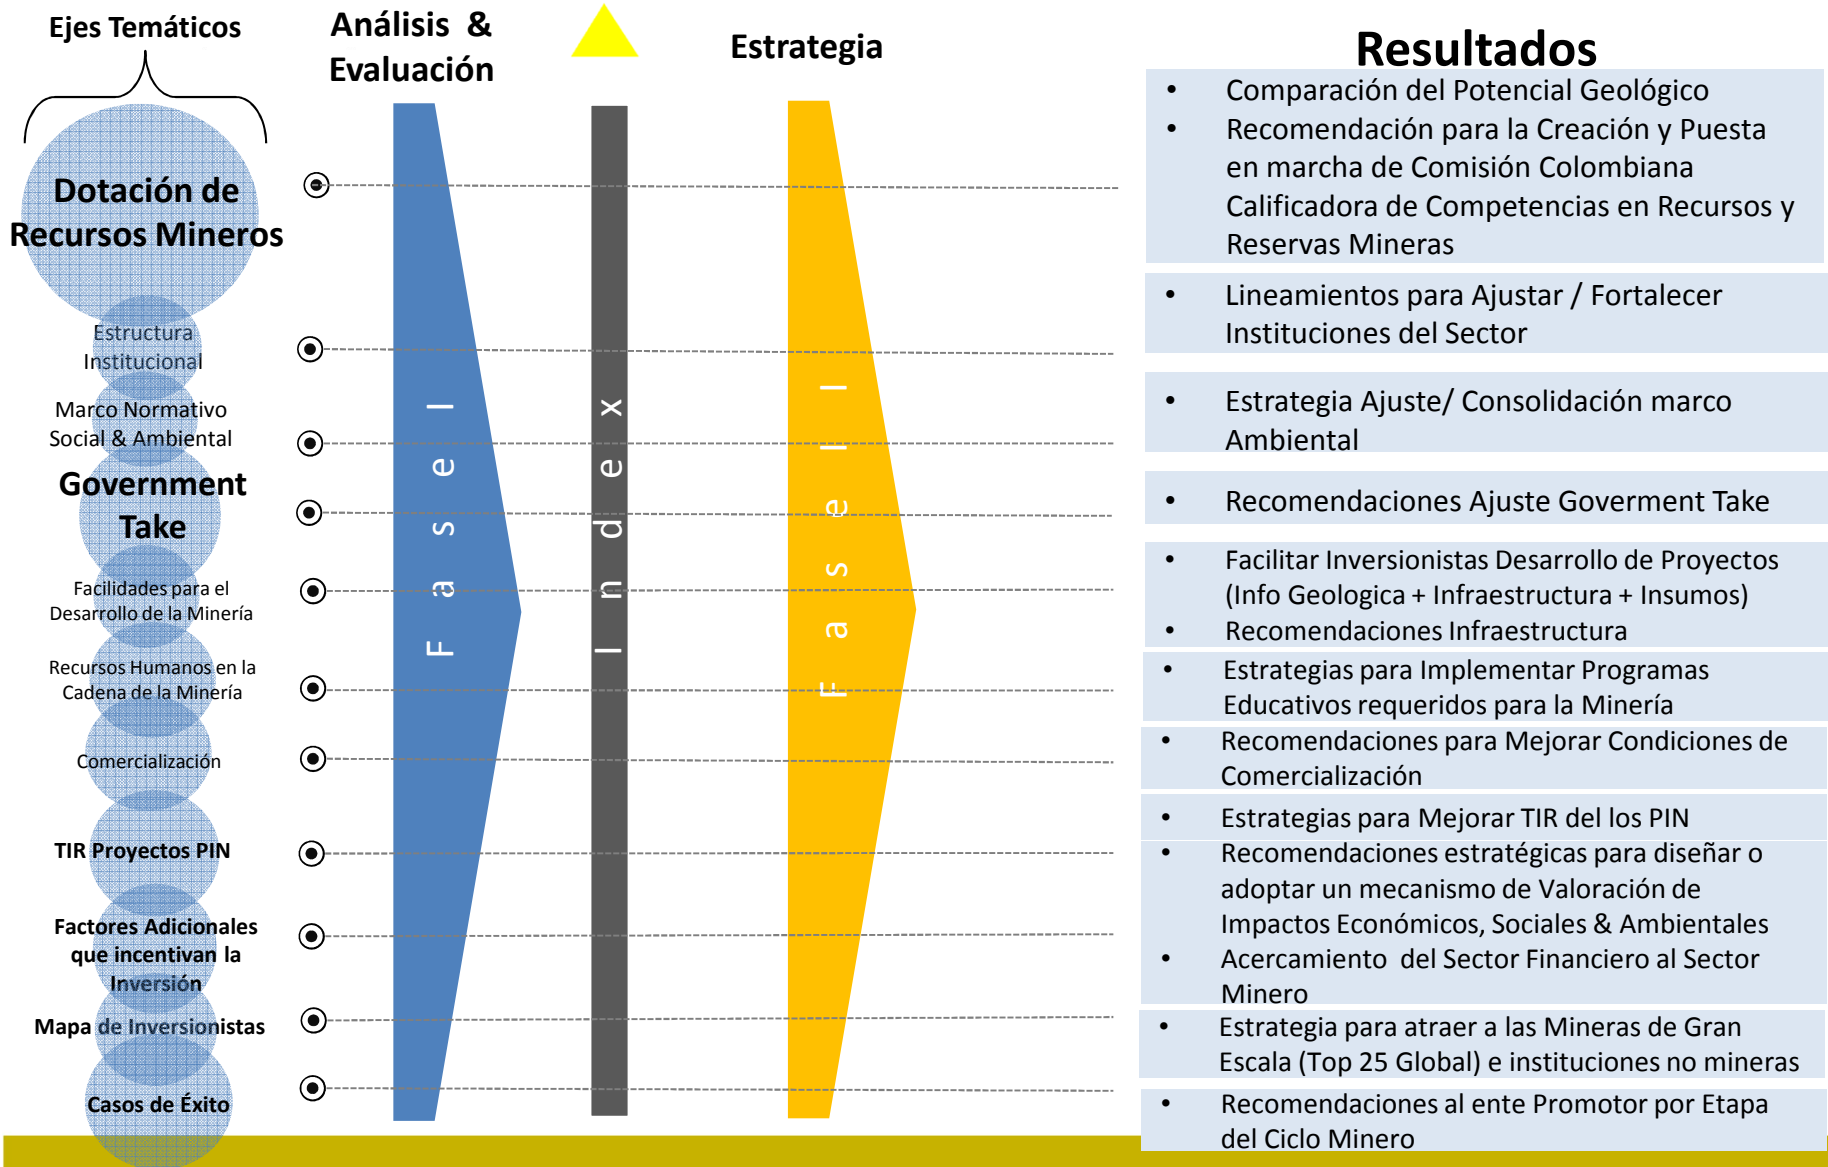 Ejes Temáticos
Análisis &
Evaluación
Estrategia
Resultados
Dotación de
Recursos Mineros
Estructura
Institucional
Marco Normativo
Social & Ambiental
Government
Take
Facilidades para el
Desarrollo de la Minería
Recursos Humanos en la
Cadena de la Minería
Comercialización
TIR Proyectos PIN
Factores Adicionales
que incentivan la
Inversión
Mapa de Inversionistas
Casos de Éxito
Fase I
Index
Fase II
• Comparación del Potencial Geológico
• Recomendación para la Creación y Puesta
en marcha de Comisión Colombiana
Calificadora de Competencias en Recursos y
Reservas Mineras
• Lineamientos para Ajustar / Fortalecer
Instituciones del Sector
• Estrategia Ajuste/ Consolidación marco
Ambiental
• Recomendaciones Ajuste Goverment Take
• Facilitar Inversionistas Desarrollo de Proyectos
(Info Geologica + Infraestructura + Insumos)
• Recomendaciones Infraestructura
• Estrategias para Implementar Programas
Educativos requeridos para la Minería
• Recomendaciones para Mejorar Condiciones de
Comercialización
• Estrategias para Mejorar TIR del los PIN
• Recomendaciones estratégicas para diseñar o
adoptar un mecanismo de Valoración de
Impactos Económicos, Sociales & Ambientales
• Acercamiento del Sector Financiero al Sector
Minero
• Estrategia para atraer a las Mineras de Gran
Escala (Top 25 Global) e instituciones no mineras
• Recomendaciones al ente Promotor por Etapa
del Ciclo Minero